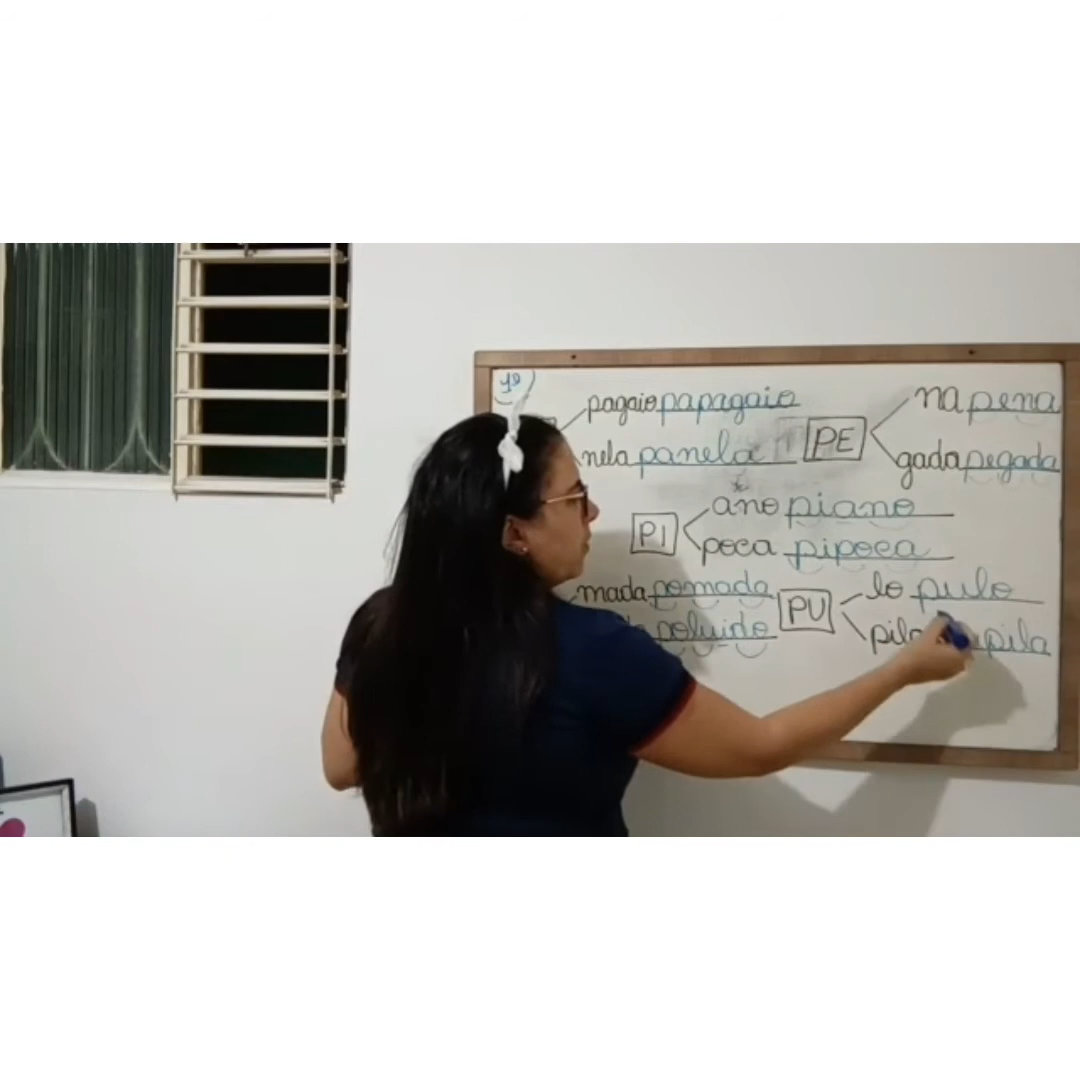 1º
pagaio papagaio
nela panela
PE
na pena
gada pegada
PI
ano piano
poca pipoca
mada pomada
poluido
PU
lo pulo
pila